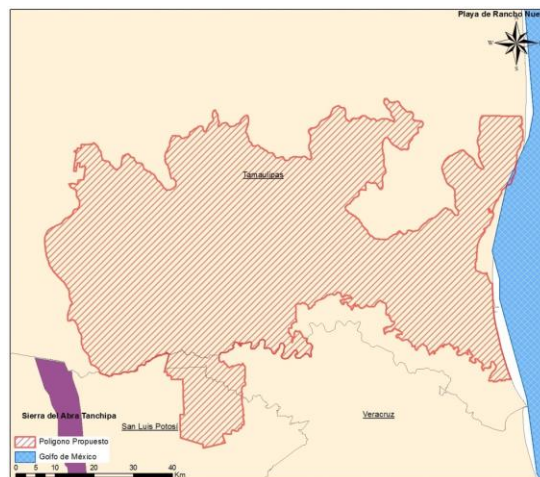 Playa de Rancho Nue
Tamaulipas
Sierra del Abra Tanchipa
San Luis Potosí
Veracruz
Polígono Propuesto
Golfo de México
0 5 10 20 30 40
Km